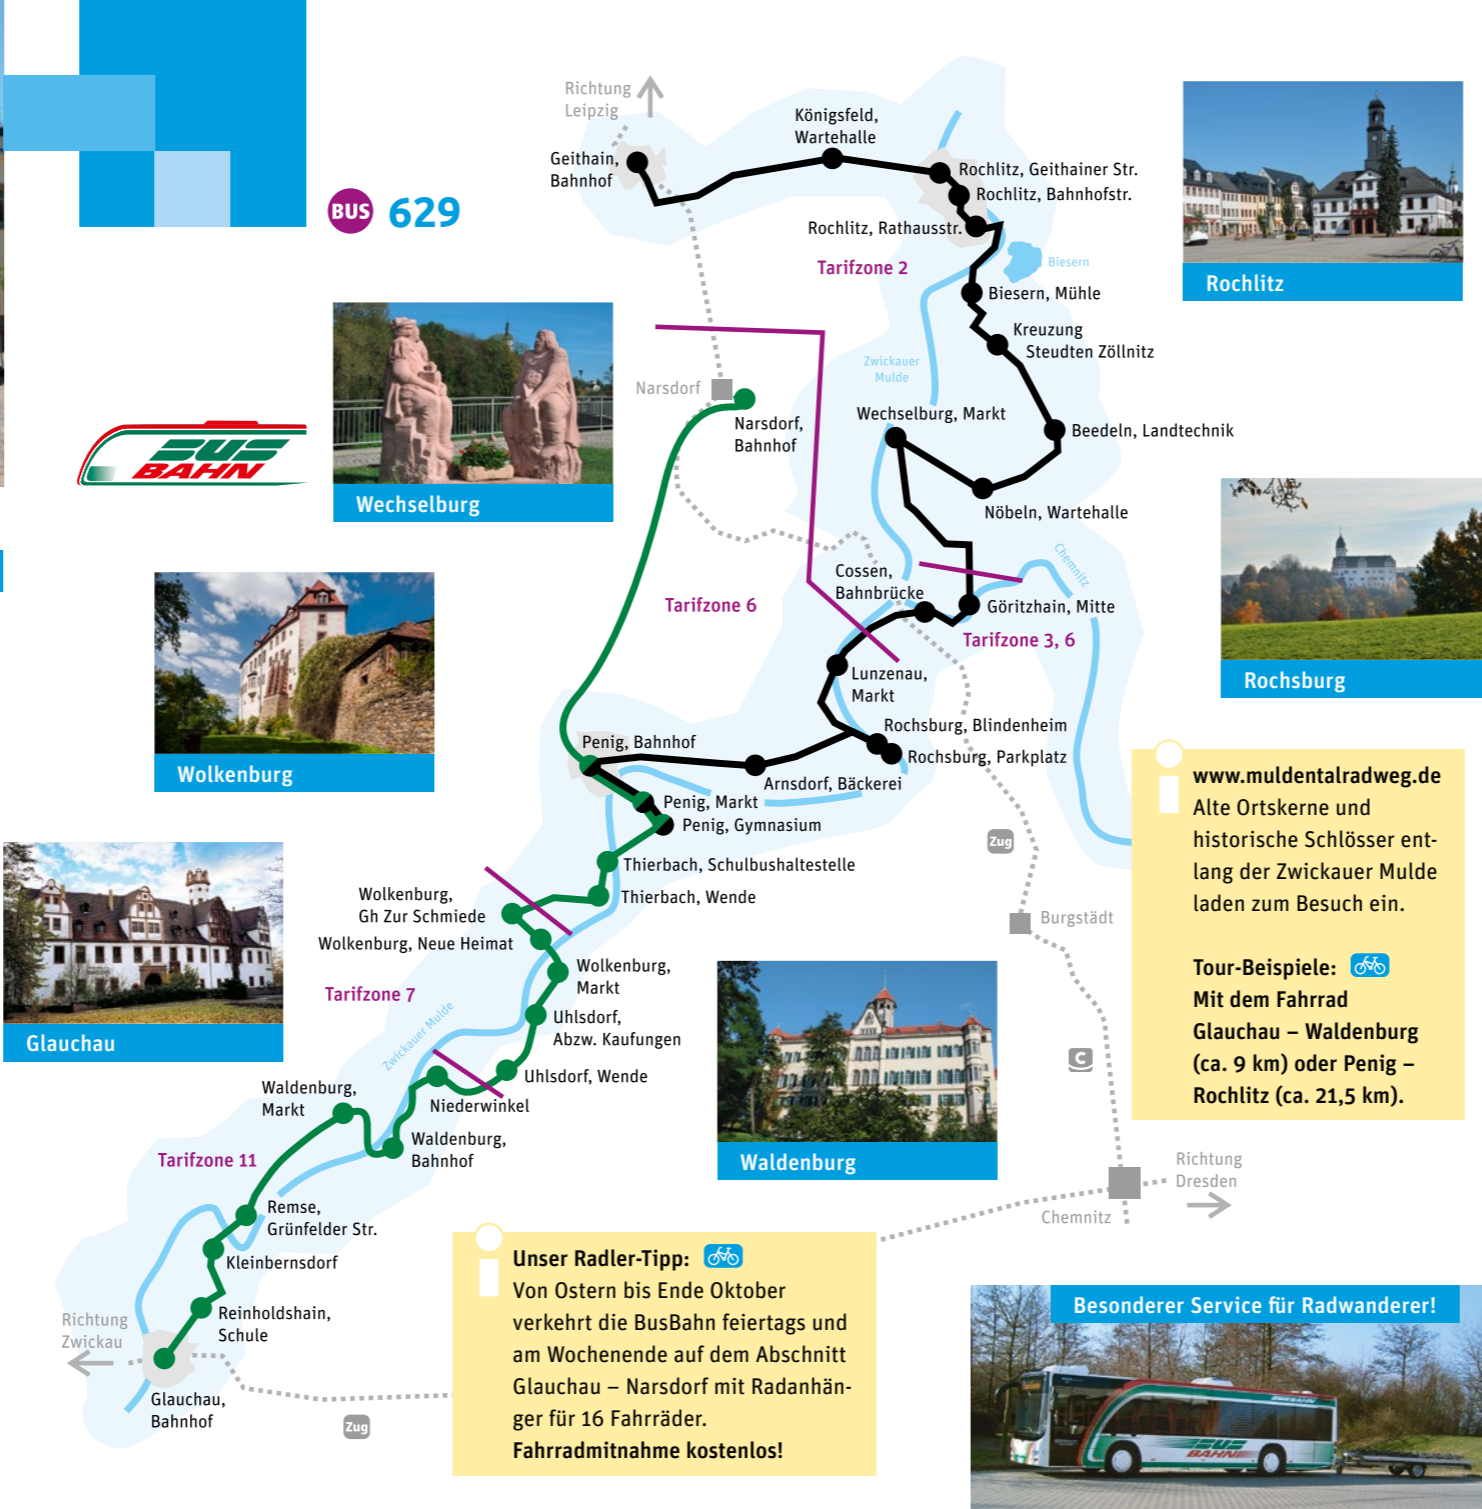 Richtung
Leipzig
Geithain,
Bahnhof
Königsfeld,
Wartehalle
Rochlitz, Geithainer Str.
Rochlitz, Bahnhofstr.
Rochlitz, Rathausstr.
BUS 629
Tarifzone 2
Biesern
Biesern, Mühle
Rochlitz
Kreuzung
Steudten Zöllnitz
Zwickauer
Mulde
Narsdorf
Narsdorf,
Bahnhof
Wechselburg, Markt
Beedeln, Landtechnik
BUS
BAHN
Wechselburg
Nöbeln, Wartehalle
Chemnitz
Cossen,
Bahnbrücke
Göritzhain, Mitte
Tarifzone 6
Tarifzone 3, 6
Lunzenau,
Markt
Rochsburg
Rochsburg, Blindenheim
Rochsburg, Parkplatz
Penig, Bahnhof
Arnsdorf, Bäckerei
Penig, Markt
Penig, Gymnasium
Wolkenburg
www.muldentalradweg.de
Alte Ortskerne und
historische Schlösser ent-
lang der Zwickauer Mulde
laden zum Besuch ein.
Tour-Beispiele:
Mit dem Fahrrad
Glauchau – Waldenburg
(ca. 9 km) oder Penig –
Rochlitz (ca. 21,5 km).
Zug
Thierbach, Schulbushaltestelle
Thierbach, Wende
Wolkenburg,
Gh Zur Schmiede
Wolkenburg, Neue Heimat
Burgstädt
Wolkenburg,
Markt
Tarifzone 7
Uhlsdorf,
Abzw. Kaufungen
Zwickauer Mulde
Glauchau
C
Uhlsdorf, Wende
Waldenburg,
Markt
Niederwinkel
Waldenburg,
Bahnhof
Tarifzone 11
Waldenburg
Richtung
Dresden
Chemnitz
Remse,
Grünfelder Str.
Kleinbernsdorf
Reinholdshain,
Schule
Richtung
Zwickau
Glauchau,
Bahnhof
Zug
Unser Radler-Tipp:
Von Ostern bis Ende Oktober
verkehrt die BusBahn feiertags und
am Wochenende auf dem Abschnitt
Glauchau – Narsdorf mit Radanhän-
ger für 16 Fahrräder.
Fahrradmitnahme kostenlos!
Besonderer Service für Radwanderer!
BUS
BAHN